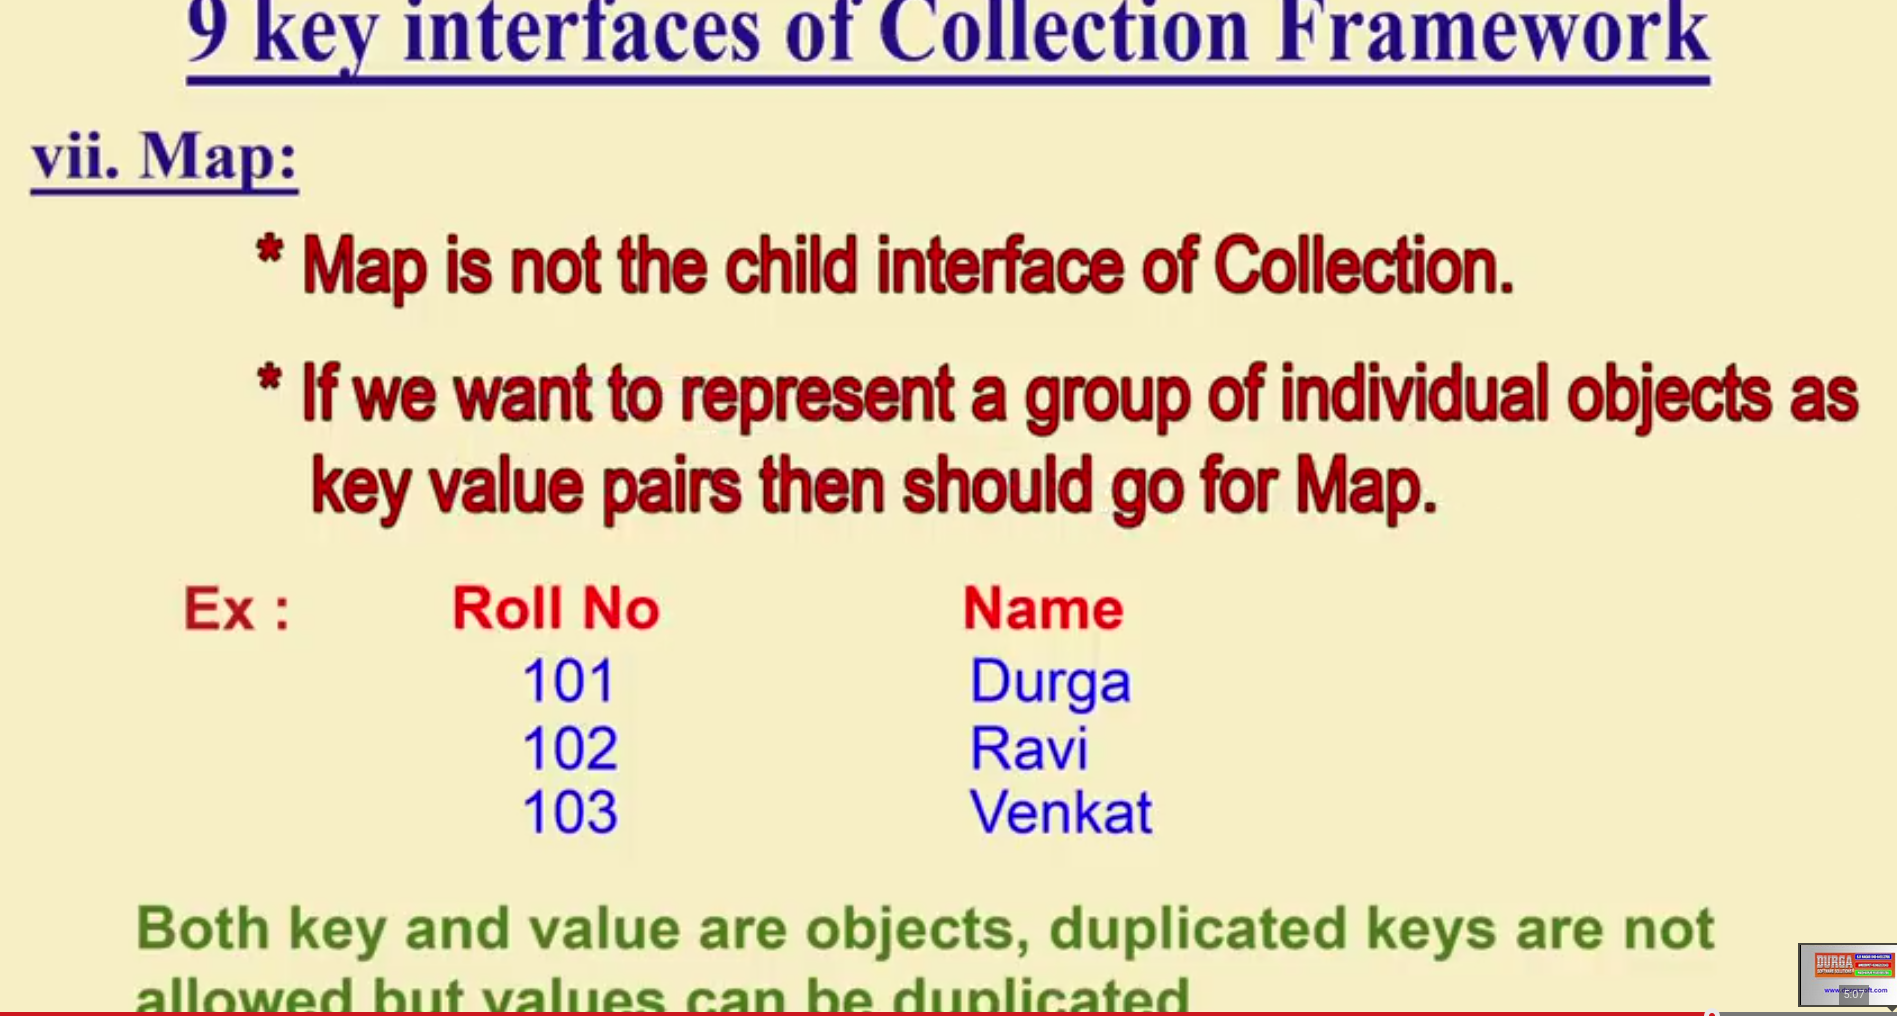 9 key interfaces of Collection Framework
vii. Map:
* Map is not the child interface of Collection.
* If we want to represent a group of individual objects as
key value pairs then should go for Map.
Ex : Roll No Name
101 Durga
102 Ravi
103 Venkat
Both key and value are objects, duplicated keys are not
allowed but values can be duplicated
DURGA
5:07